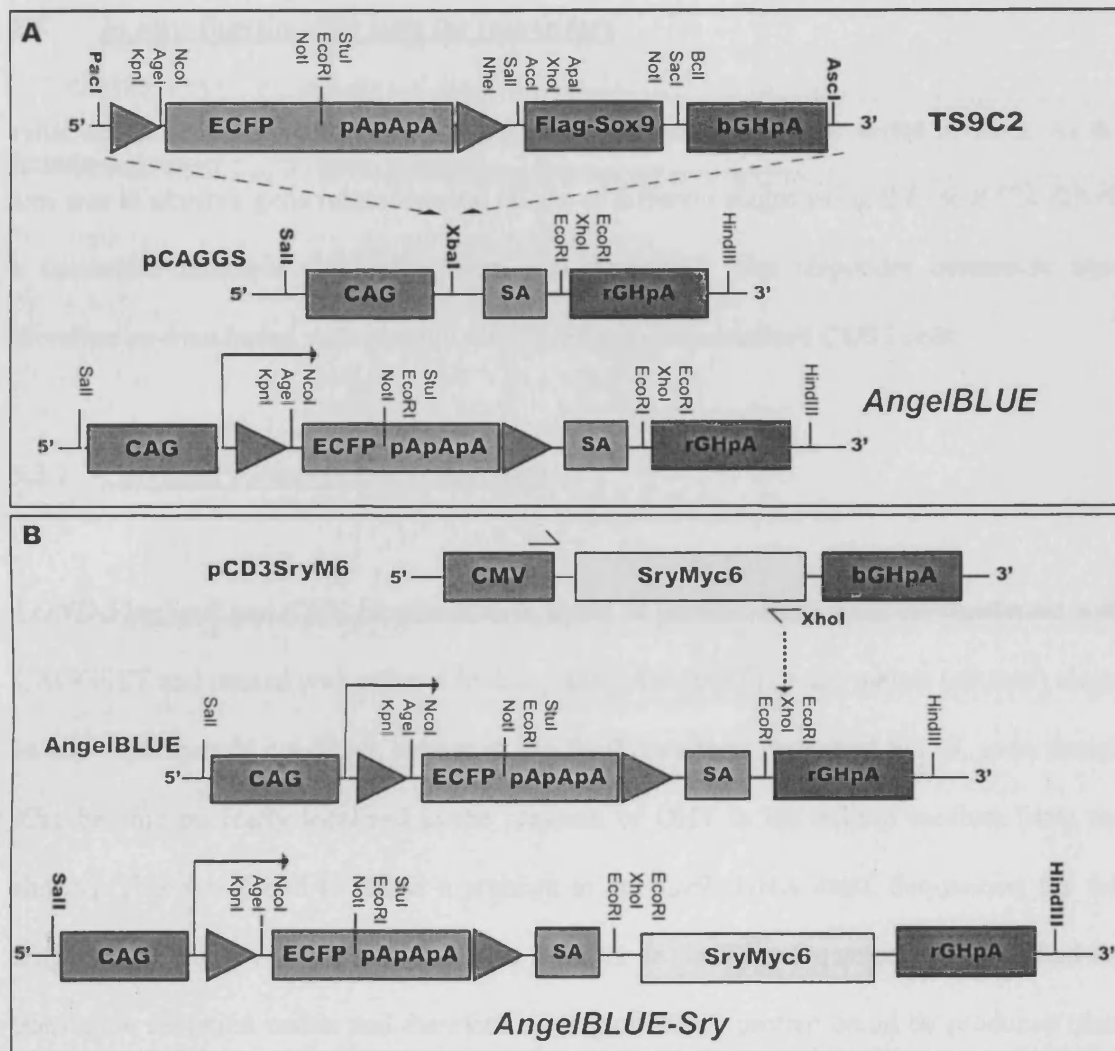 A
PacI KpnI AgeI NcoI NotI EcoRI StuI NheI SalI AccI XhoI ApaI NotI SacI BclI AscI
5' ECFP pApApA Flag-Sox9 bGHpA 3' TS9C2
pCAGGS
SalI XbaI EcoRI XhoI EcoRI HindIII
5' CAG SA rGHpA 3'
SalI KpnI AgeI NcoI NotI EcoRI StuI EcoRI XhoI EcoRI HindIII
AngelBLUE
5' CAG ECFP pApApA SA rGHpA 3'
B
pCD3SryM6
5' CMV SryMyc6 bGHpA 3'
XhoI
AngelBLUE
SalI KpnI AgeI NcoI NotI EcoRI StuI EcoRI XhoI EcoRI HindIII
5' CAG ECFP pApApA SA rGHpA 3'
SalI KpnI AgeI NcoI NotI EcoRI StuI EcoRI XhoI EcoRI HindIII
5' CAG ECFP pApApA SA SryMyc6 rGHpA 3'
AngelBLUE-Sry